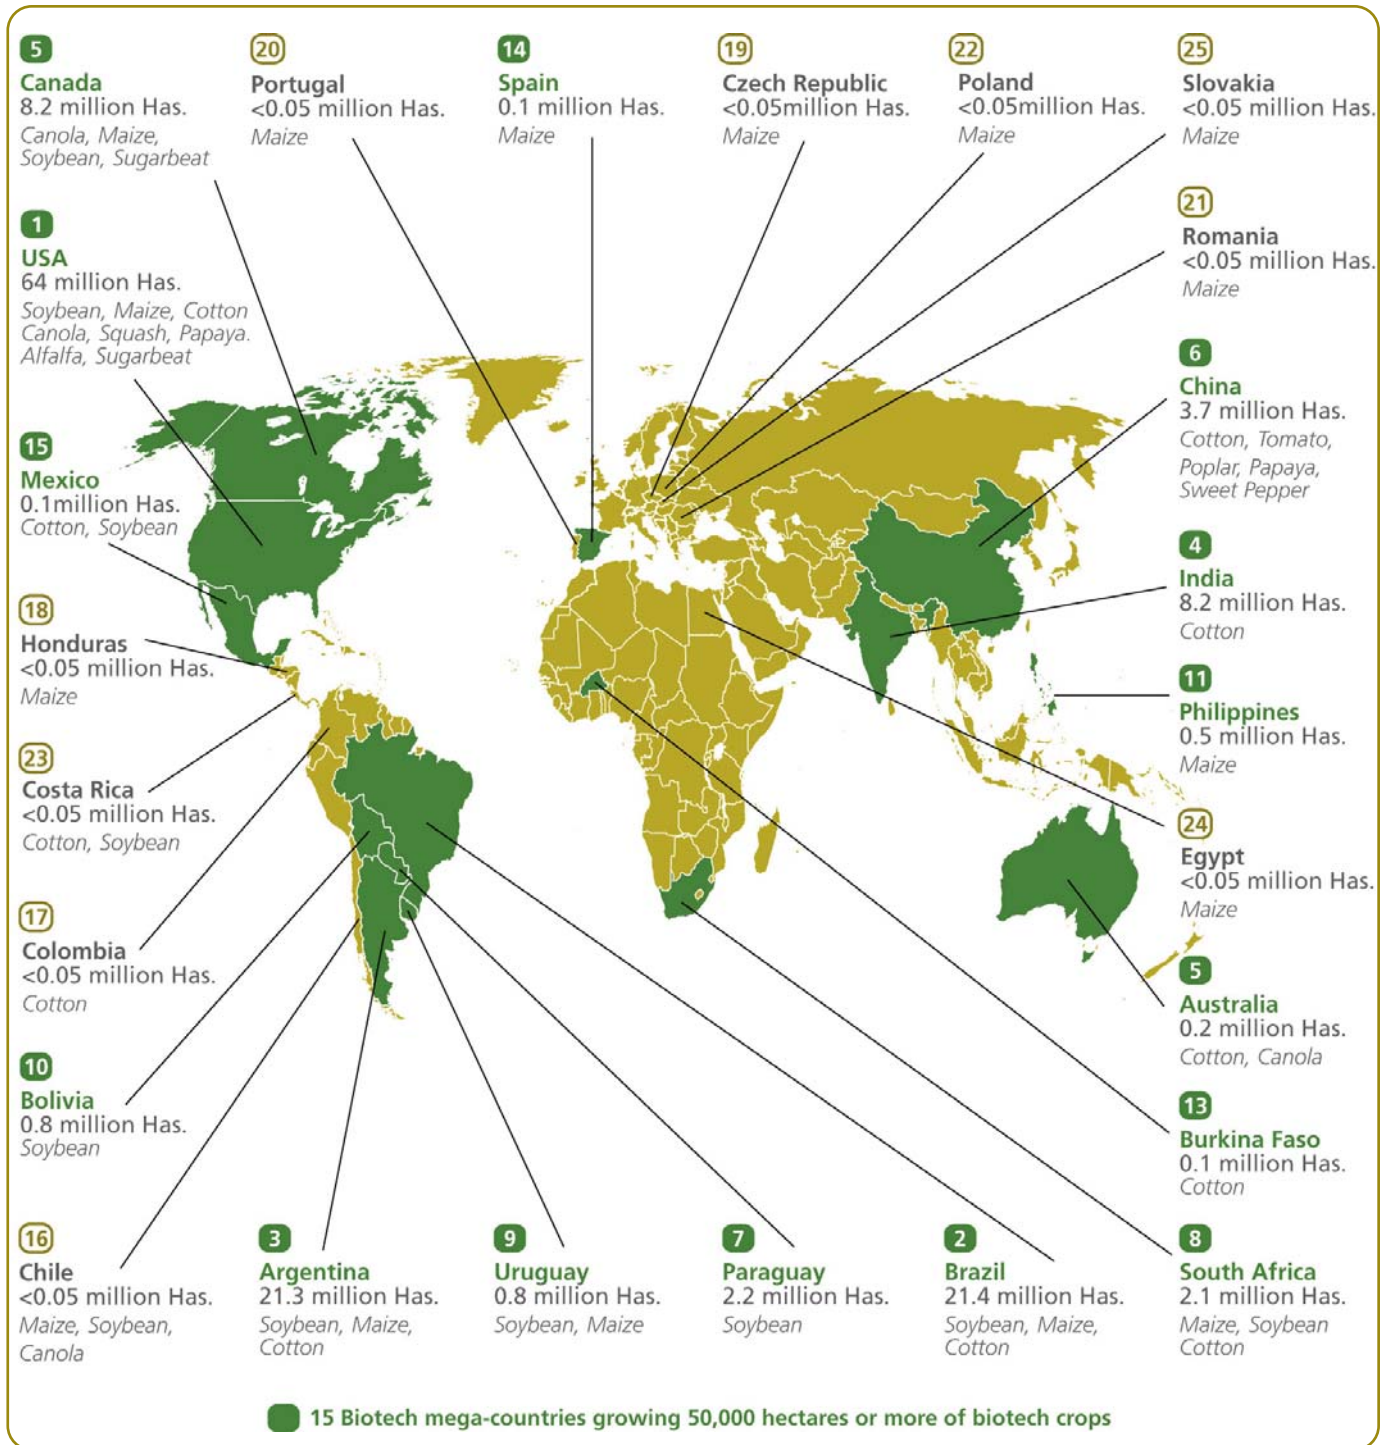 5
Canada
8.2 million Has.
Canola, Maize,
Soybean, Sugarbeat
20
Portugal
<0.05 million Has.
Maize
14
Spain
0.1 million Has.
Maize
19
Czech Republic
<0.05million Has.
Maize
22
Poland
<0.05million Has.
Maize
25
Slovakia
<0.05 million Has.
Maize
1
USA
64 million Has.
Soybean, Maize, Cotton
Canola, Squash, Papaya.
Alfalfa, Sugarbeat
21
Romania
<0.05 million Has.
Maize
6
China
3.7 million Has.
Cotton, Tomato,
Poplar, Papaya,
Sweet Pepper
15
Mexico
0.1million Has.
Cotton, Soybean
4
India
8.2 million Has.
Cotton
18
Honduras
<0.05 million Has.
Maize
11
Philippines
0.5 million Has.
Maize
23
Costa Rica
<0.05 million Has.
Cotton, Soybean
24
Egypt
<0.05 million Has.
Maize
17
Colombia
<0.05 million Has.
Cotton
5
Australia
0.2 million Has.
Cotton, Canola
10
Bolivia
0.8 million Has.
Soybean
13
Burkina Faso
0.1 million Has.
Cotton
16
Chile
<0.05 million Has.
Maize, Soybean,
Canola
3
Argentina
21.3 million Has.
Soybean, Maize,
Cotton
9
Uruguay
0.8 million Has.
Soybean, Maize
7
Paraguay
2.2 million Has.
Soybean
2
Brazil
21.4 million Has.
Soybean, Maize,
Cotton
8
South Africa
2.1 million Has.
Maize, Soybean
Cotton
15 Biotech mega-countries growing 50,000 hectares or more of biotech crops